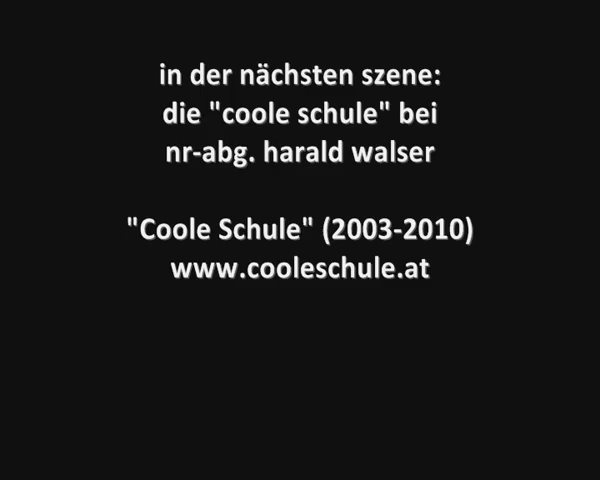 in der nächsten szene:
die "coole schule" bei
nr-abg. harald walser
"Coole Schule" (2003-2010)
www.cooleschule.at